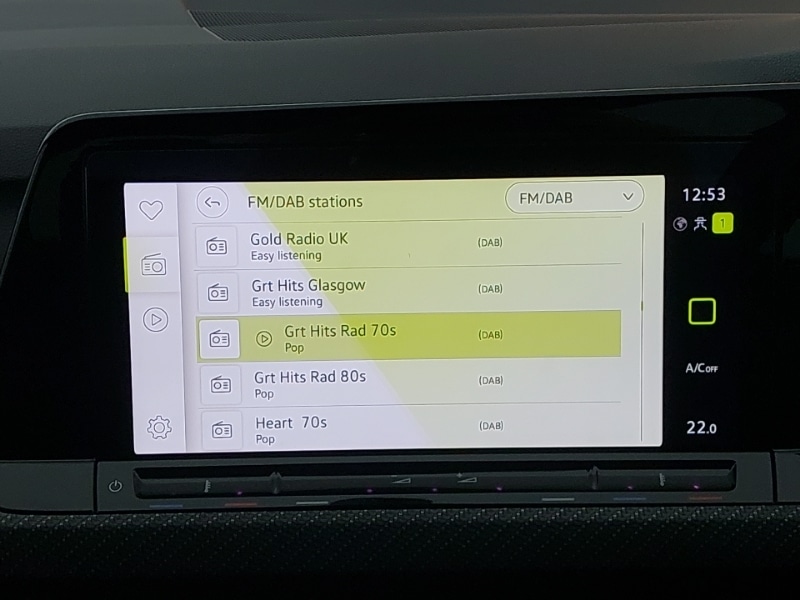 FM/DAB stations
FM/DAB
12:53
1
Gold Radio UK
(DAB)
Easy listening
Grt Hits Glasgow
(DAB)
Easy listening
Grt Hits Rad 70s
(DAB)
Pop
Grt Hits Rad 80s
(DAB)
Pop
Heart 70s
(DAB)
Pop
A/C OFF
22.0